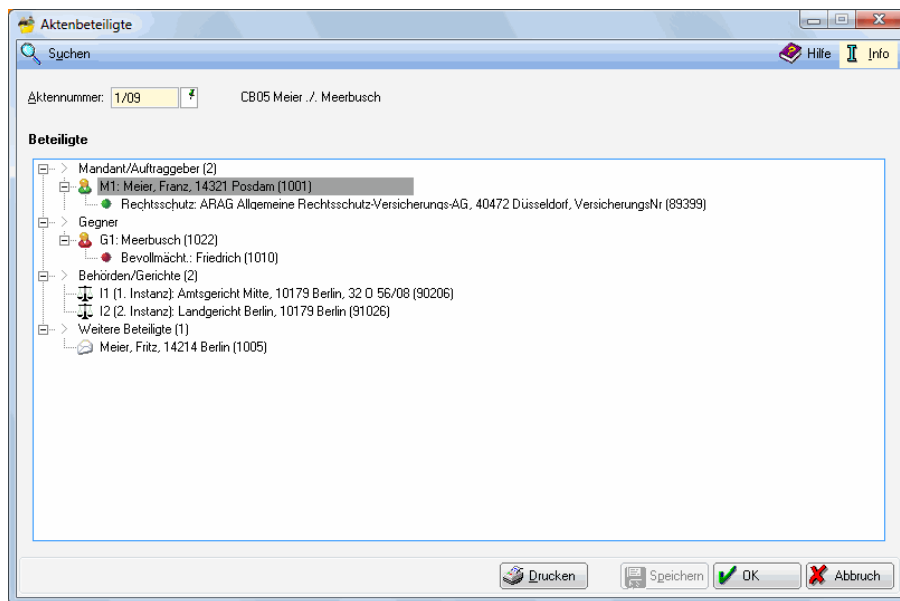 Aktenbeteiligte
Suchen Hilfe Info
Aktennummer: 1/09 CB05 Meier ./. Meerbusch
Beteiligte
Mandant/Auftraggeber (2)
M1: Meier, Franz, 14321 Posdam (1001)
Rechtsschutz: ARAG Allgemeine Rechtsschutz-Versicherungs-AG, 40472 Düsseldorf, VersicherungsNr (89399)
Gegner
G1: Meerbusch (1022)
Bevollmächt.: Friedrich (1010)
Behörden/Gerichte (2)
I1 (1. Instanz): Amtsgericht Mitte, 10179 Berlin, 32 O 56/08 (90206)
I2 (2. Instanz): Landgericht Berlin, 10179 Berlin (91026)
Weitere Beteiligte (1)
Meier, Fritz, 14214 Berlin (1005)
Drucken Speichern OK Abbruch